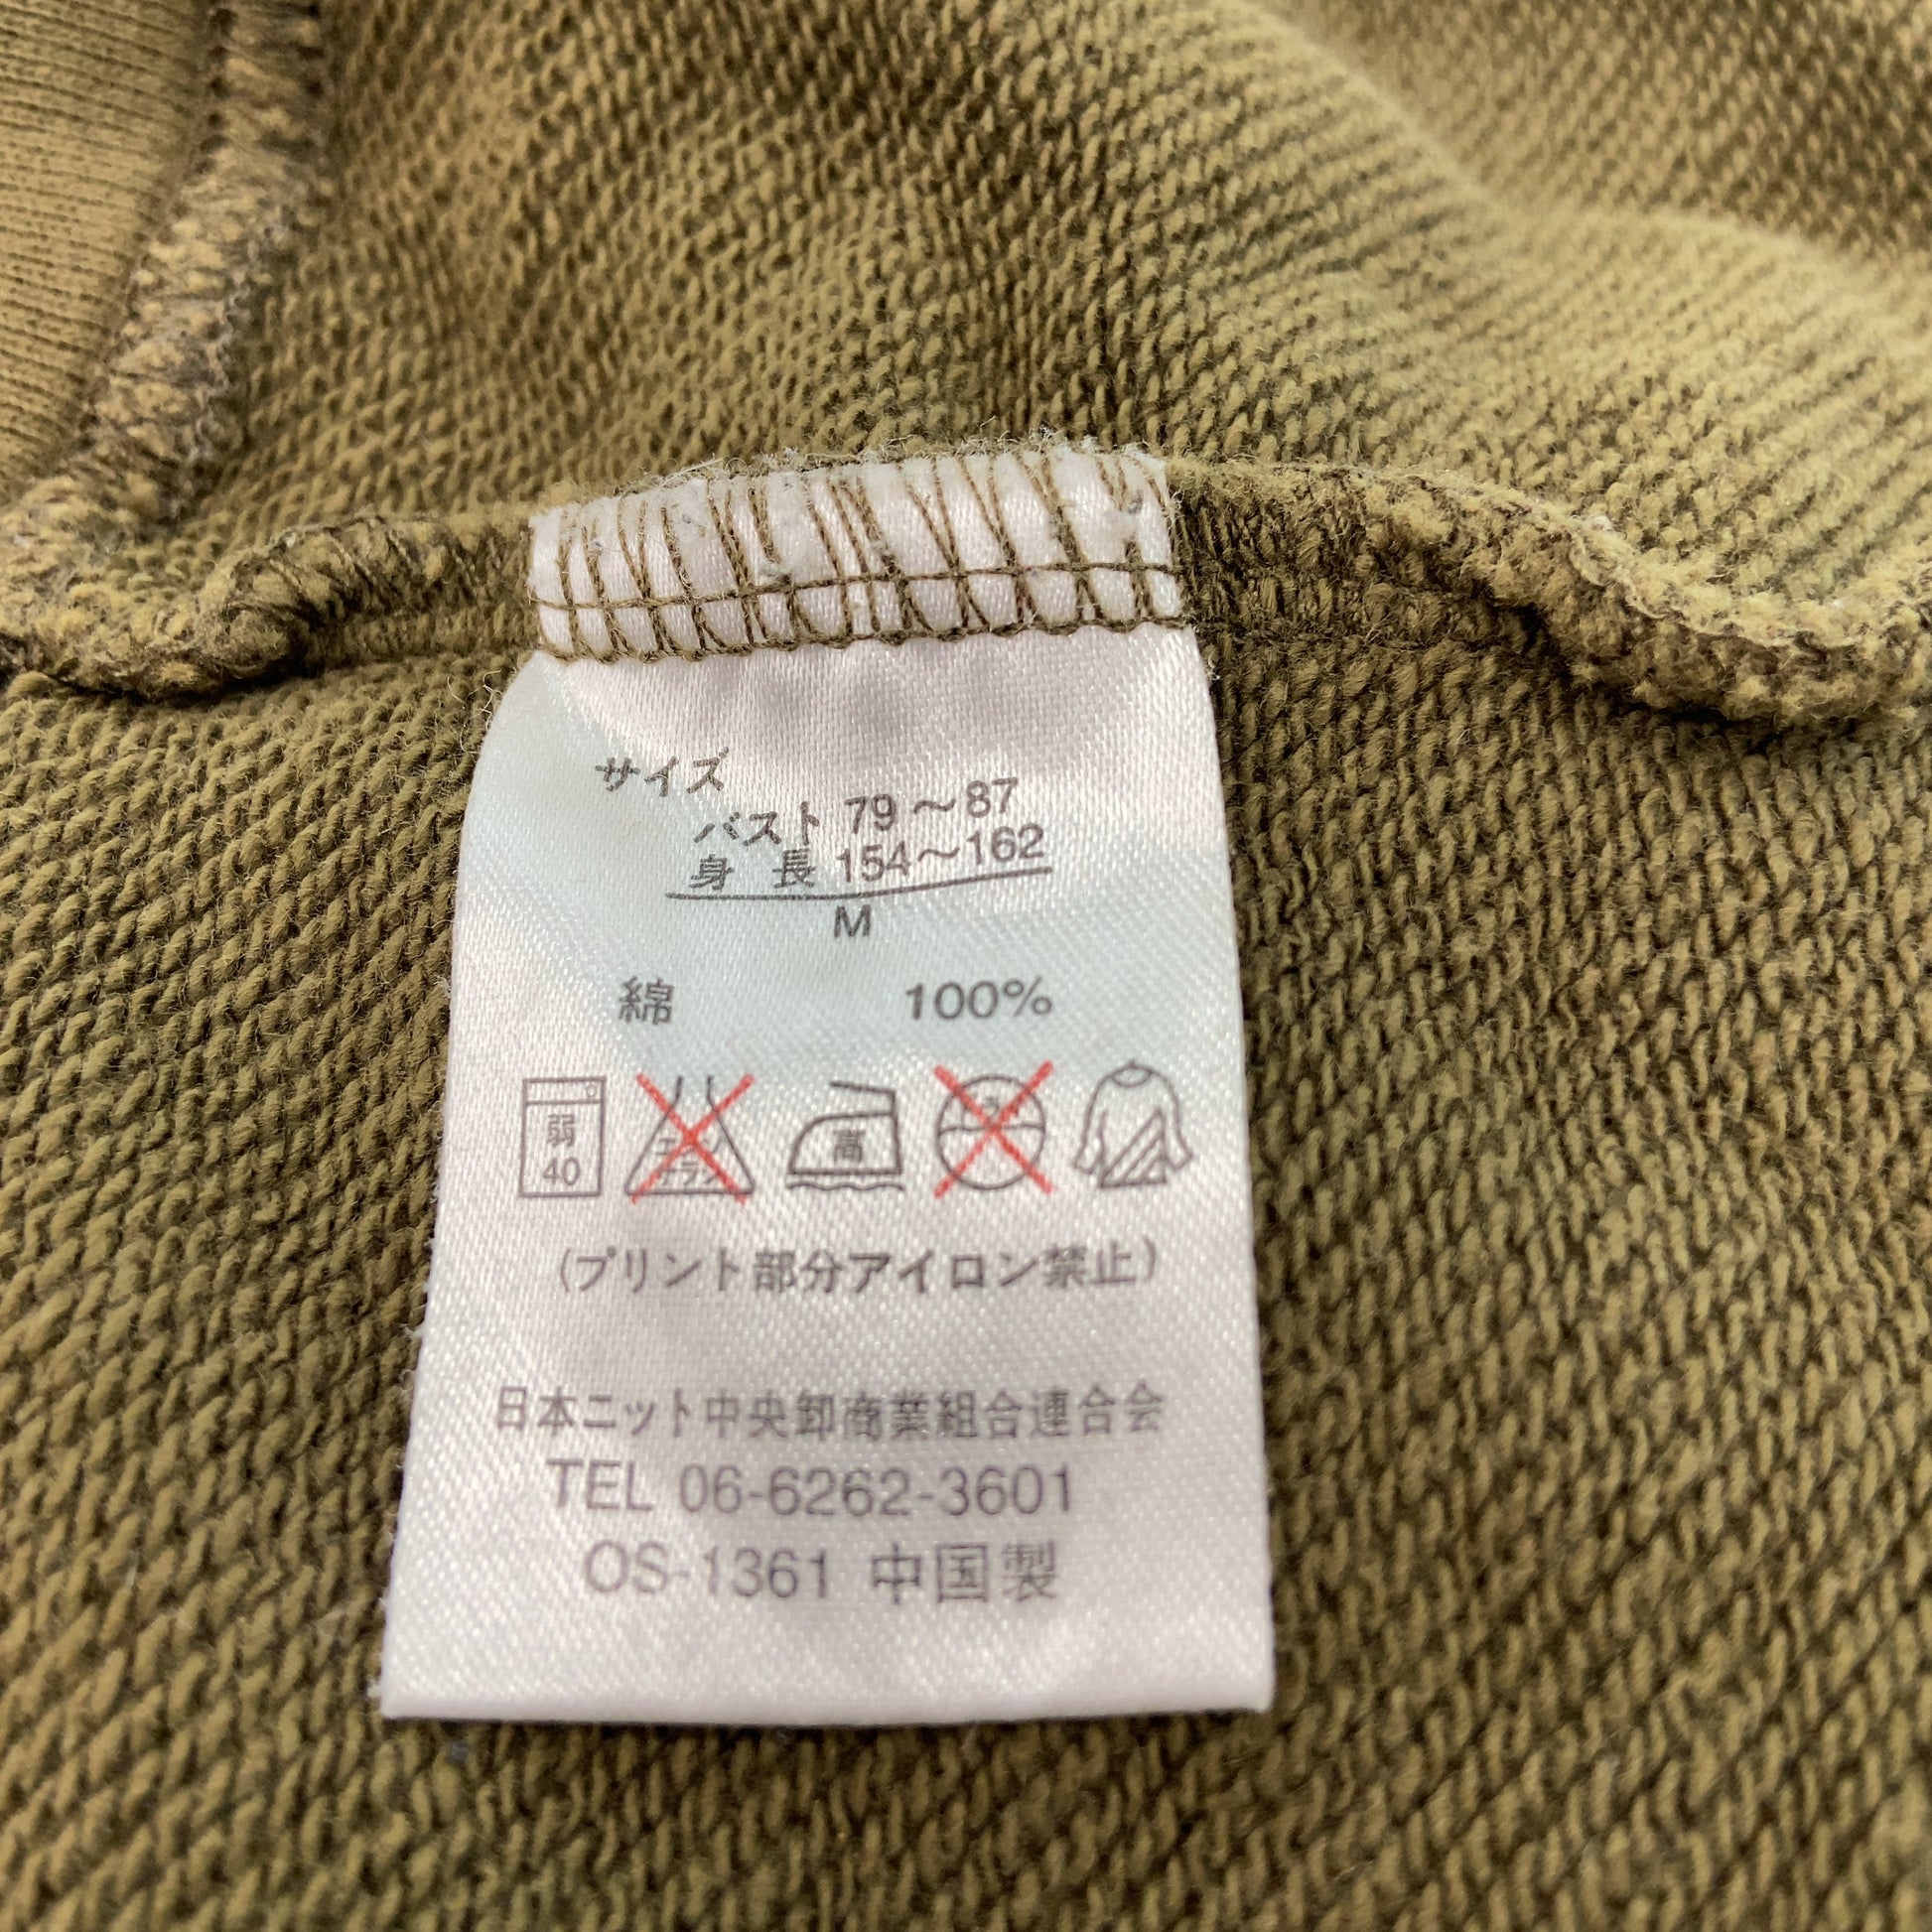 サイズ
バスト 79～87
身 長 154～162
M
綿 100%
弱 40 高
(プリント部分アイロン禁止)
日本ニット中央卸商業組合連合会
TEL 06-6262-3601
OS-1361 中国製